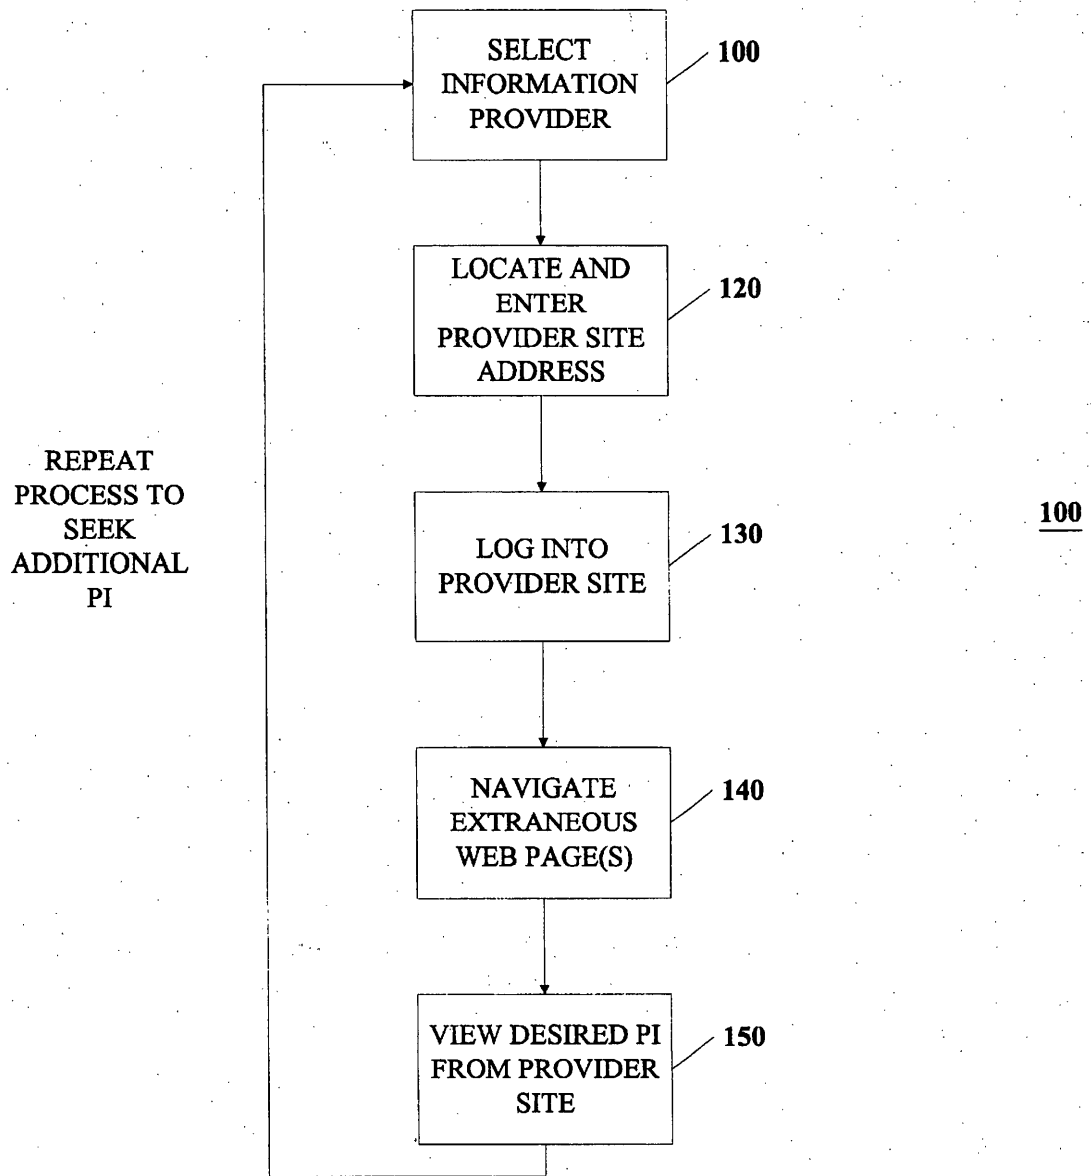 SELECT
INFORMATION
PROVIDER
100
LOCATE AND
ENTER
PROVIDER SITE
ADDRESS
120
REPEAT
PROCESS TO
SEEK
ADDITIONAL
PI
LOG INTO
PROVIDER SITE
130
100
NAVIGATE
EXTRANEOUS
WEB PAGE(S)
140
VIEW DESIRED PI
FROM PROVIDER
SITE
150